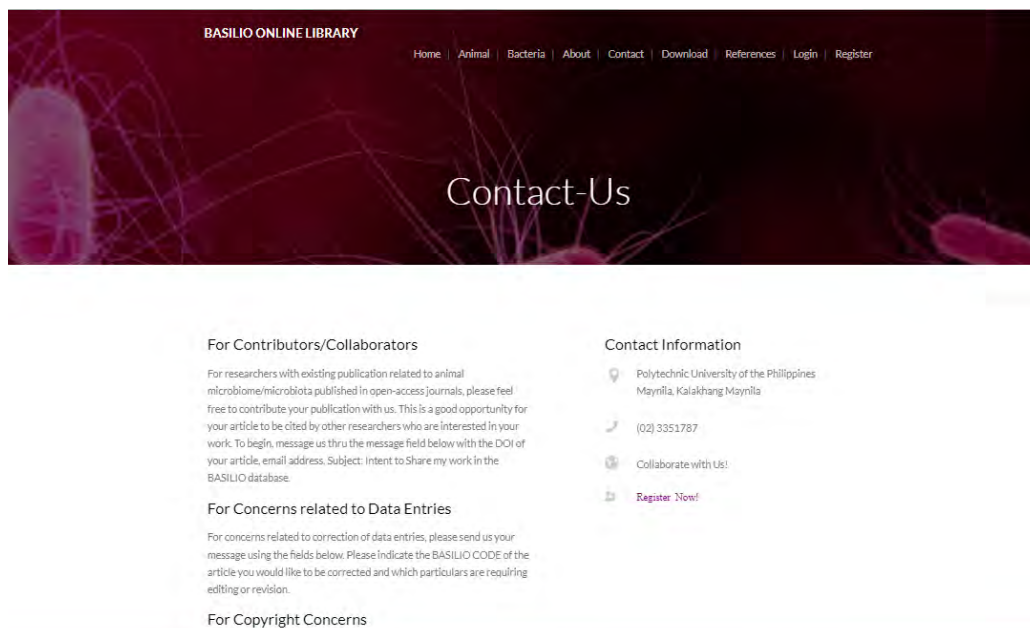 BASILIO ONLINE LIBRARY
Home | Animal | Bacteria | About | Contact | Download | References | Login | Register
Contact-Us
For Contributors/Collaborators
For researchers with existing publication related to animal
microbiome/microbiota published in open-access journals, please feel
free to contribute your publication with us. This is a good opportunity for
your article to be cited by other researchers who are interested in your
work. To begin, message us thru the message field below with the DOI of
your article, email address. Subject: Intent to Share my work in the
BASILIO database.
For Concerns related to Data Entries
For concerns related to correction of data entries, please send us your
message using the fields below. Please indicate the BASILIO CODE of the
article you would like to be corrected and which particulars are requiring
editing or revision.
For Copyright Concerns
Contact Information
Polytechnic University of the Philippines
Maynila, Kalakhang Maynila
(02) 3351787
Collaborate with Us!
Register Now!